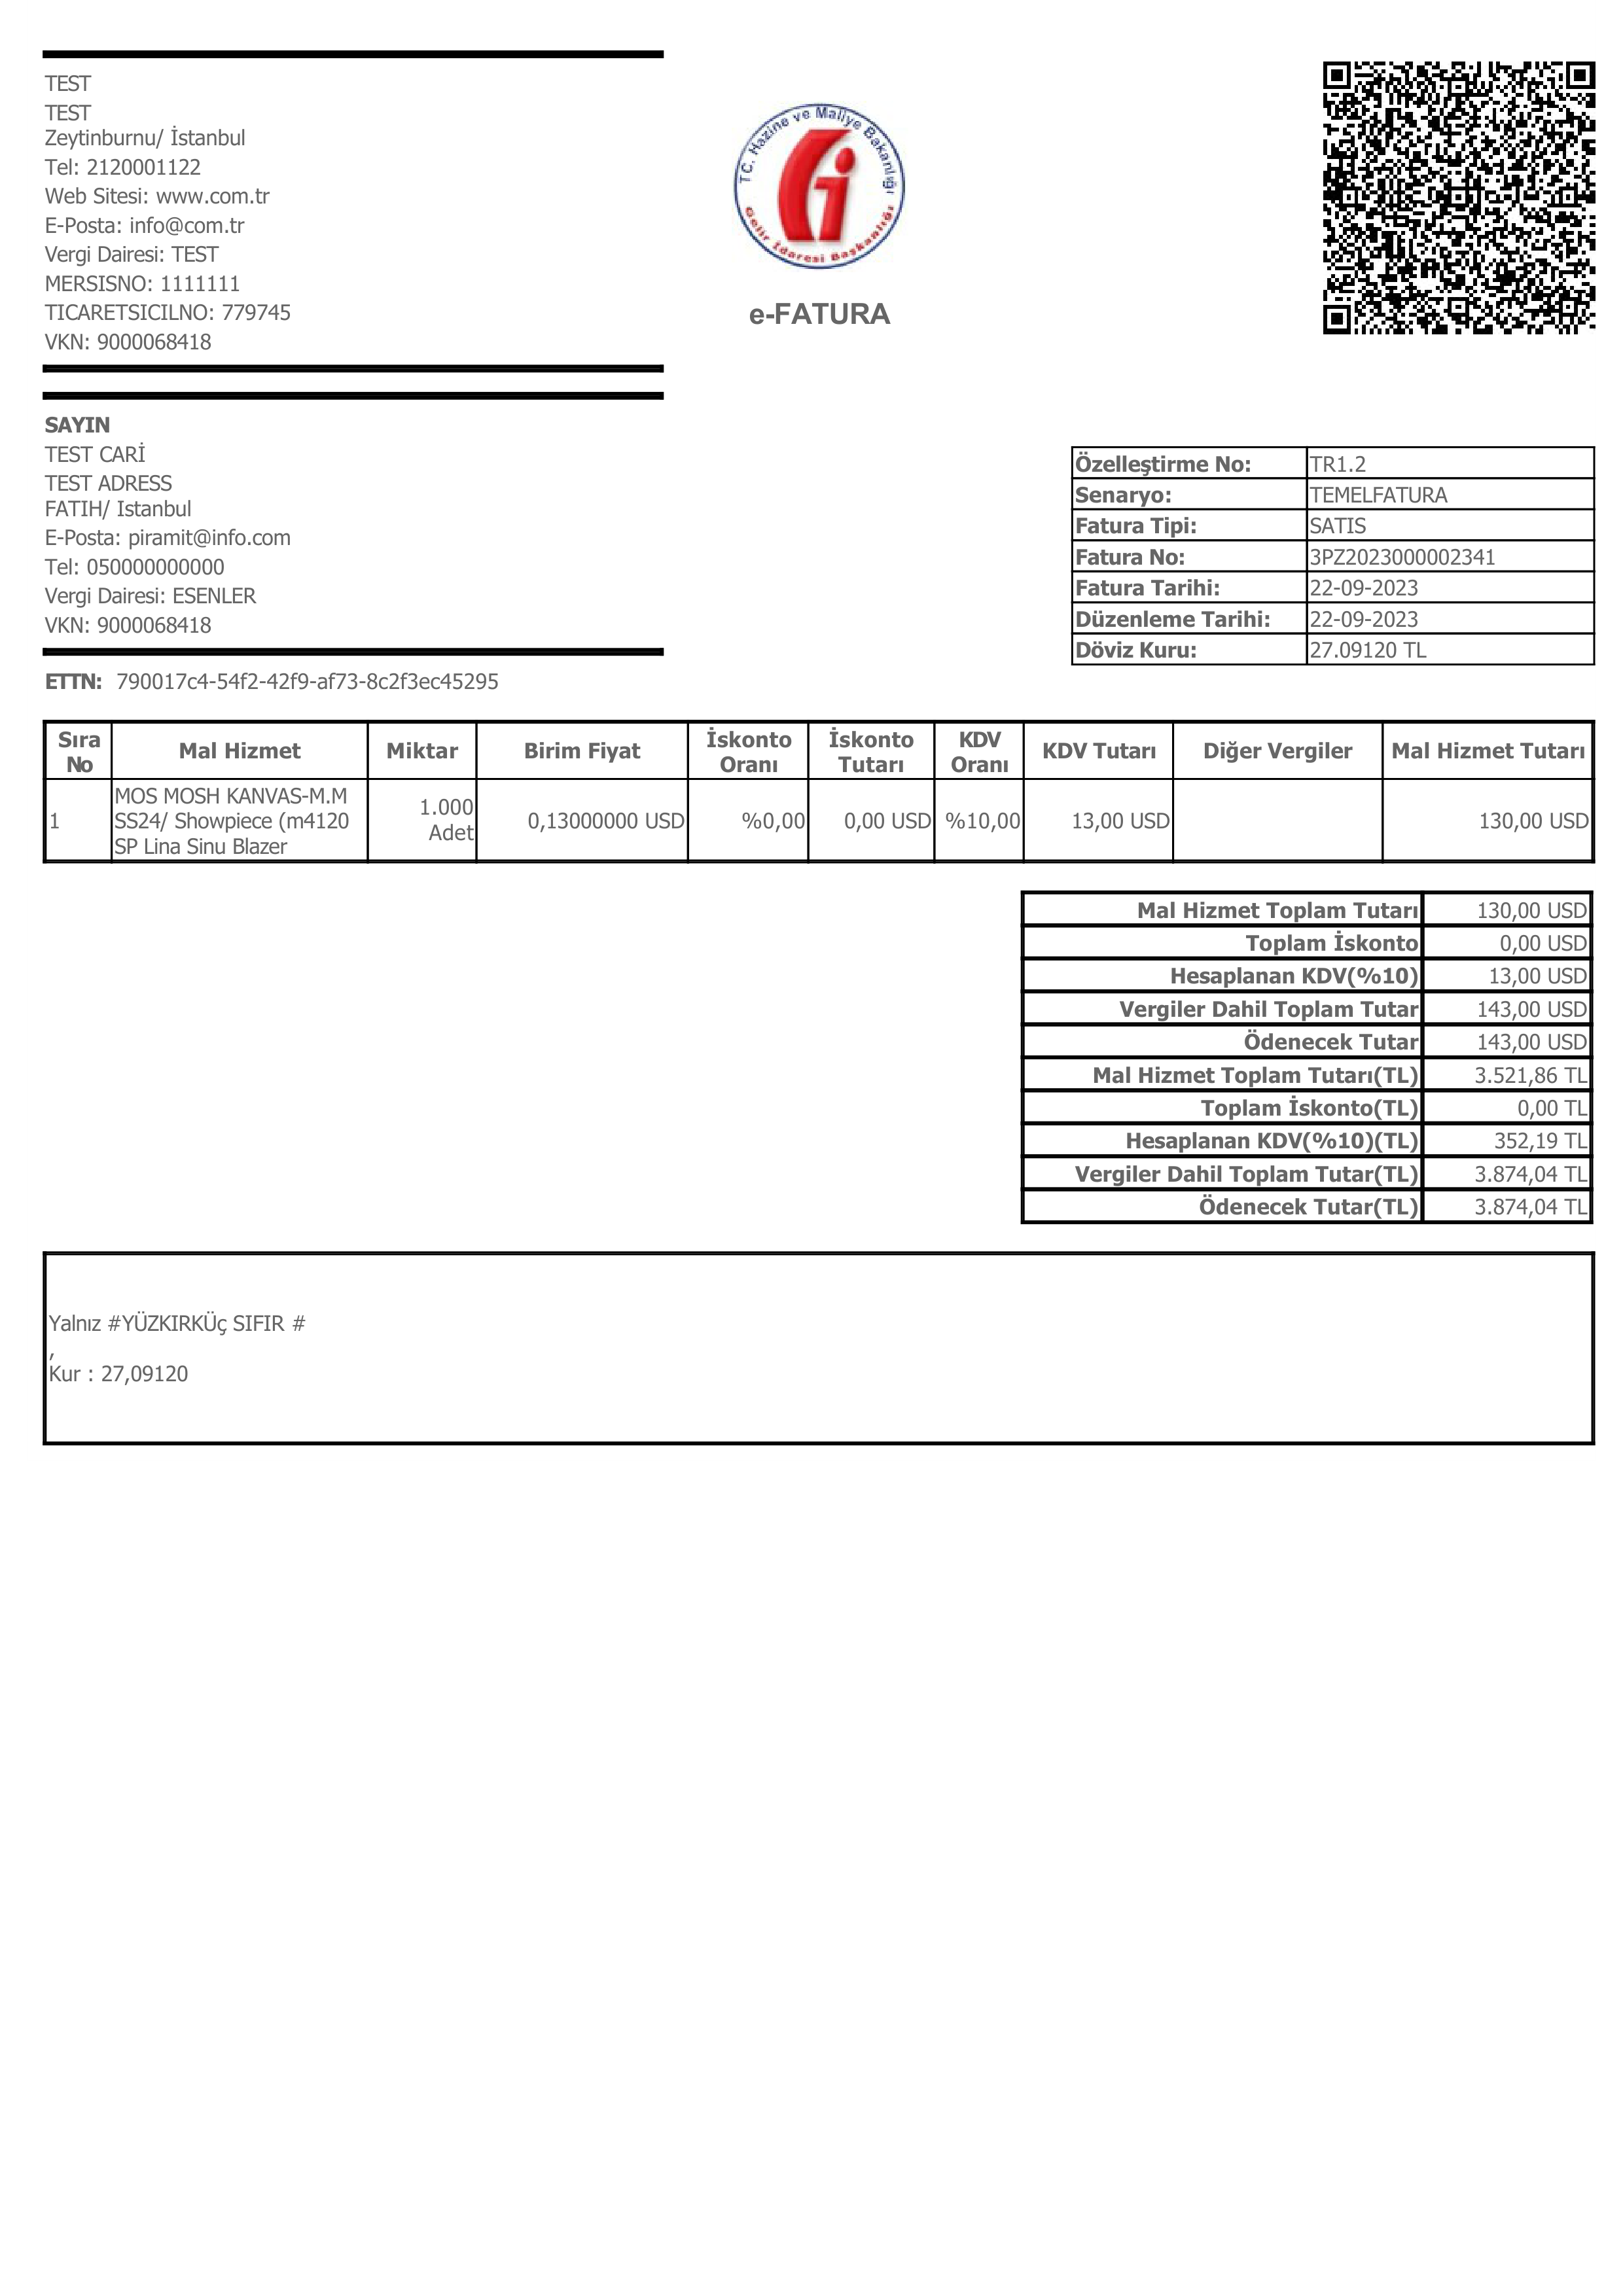 TEST
TEST
Zeytinburnu/ İstanbul
Tel: 2120001122
Web Sitesi: www.com.tr
E-Posta: info@com.tr
Vergi Dairesi: TEST
MERSISNO: 1111111
TICARETSICILNO: 779745
VKN: 9000068418
TC. Hazine ve Maliye Bakanlığı
Gelir İdaresi Başkanlığı
e-FATURA
SAYIN
TEST CARİ
TEST ADRESS
FATIH/ Istanbul
E-Posta: piramit@info.com
Tel: 050000000000
Vergi Dairesi: ESENLER
VKN: 9000068418
Özelleştirme No: TR1.2
Senaryo: TEMELFATURA
Fatura Tipi: SATIS
Fatura No: 3PZ2023000002341
Fatura Tarihi: 22-09-2023
Düzenleme Tarihi: 22-09-2023
Döviz Kuru: 27.09120 TL
ETTN: 790017c4-54f2-42f9-af73-8c2f3ec45295
Sıra No Mal Hizmet Miktar Birim Fiyat İskonto Oranı İskonto Tutarı KDV Oranı KDV Tutarı Diğer Vergiler Mal Hizmet Tutarı
1 MOS MOSH KANVAS-M.M SS24/ Showpiece (m4120 SP Lina Sinu Blazer 1.000 Adet 0,13000000 USD %0,00 0,00 USD %10,00 13,00 USD 130,00 USD
Mal Hizmet Toplam Tutarı 130,00 USD
Toplam İskonto 0,00 USD
Hesaplanan KDV(%10) 13,00 USD
Vergiler Dahil Toplam Tutar 143,00 USD
Ödenecek Tutar 143,00 USD
Mal Hizmet Toplam Tutarı(TL) 3.521,86 TL
Toplam İskonto(TL) 0,00 TL
Hesaplanan KDV(%10)(TL) 352,19 TL
Vergiler Dahil Toplam Tutar(TL) 3.874,04 TL
Ödenecek Tutar(TL) 3.874,04 TL
Yalnız #YÜZKIRKÜç SIFIR #
,
Kur : 27,09120